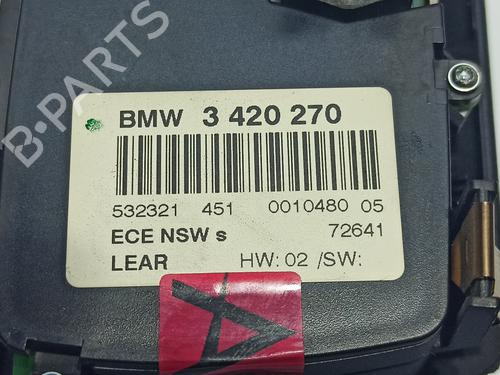 B-PARTS
BMW 3 420 270
532321 451 0010480 05
ECE NSW s 72641
LEAR HW: 02 /SW:
A